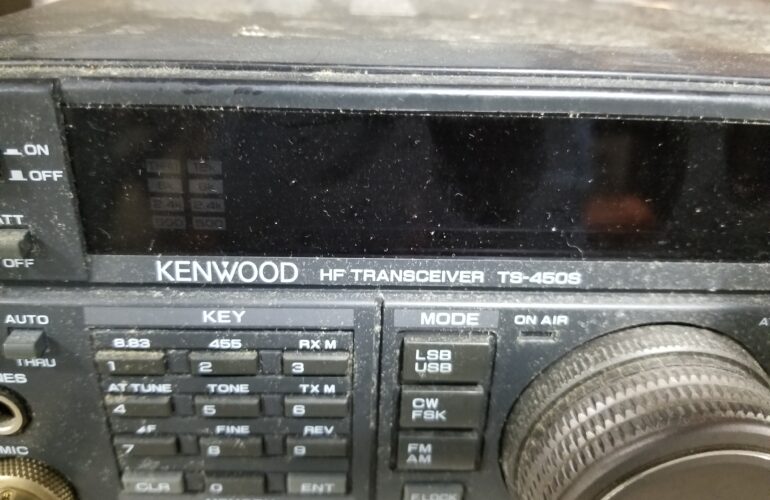 ON
OFF
ATT
OFF
KENWOOD HF TRANSCEIVER TS-450S
AUTO
THRU
KEY
8.83 455 RX M
1 2 3
AT TUNE TONE TX M
4 5 6
FINE REV
7 8 9
CLR 0 ENT
MODE
LSB
USB
CW
FSK
FM
AM
F.LOCK
ON AIR
MIC